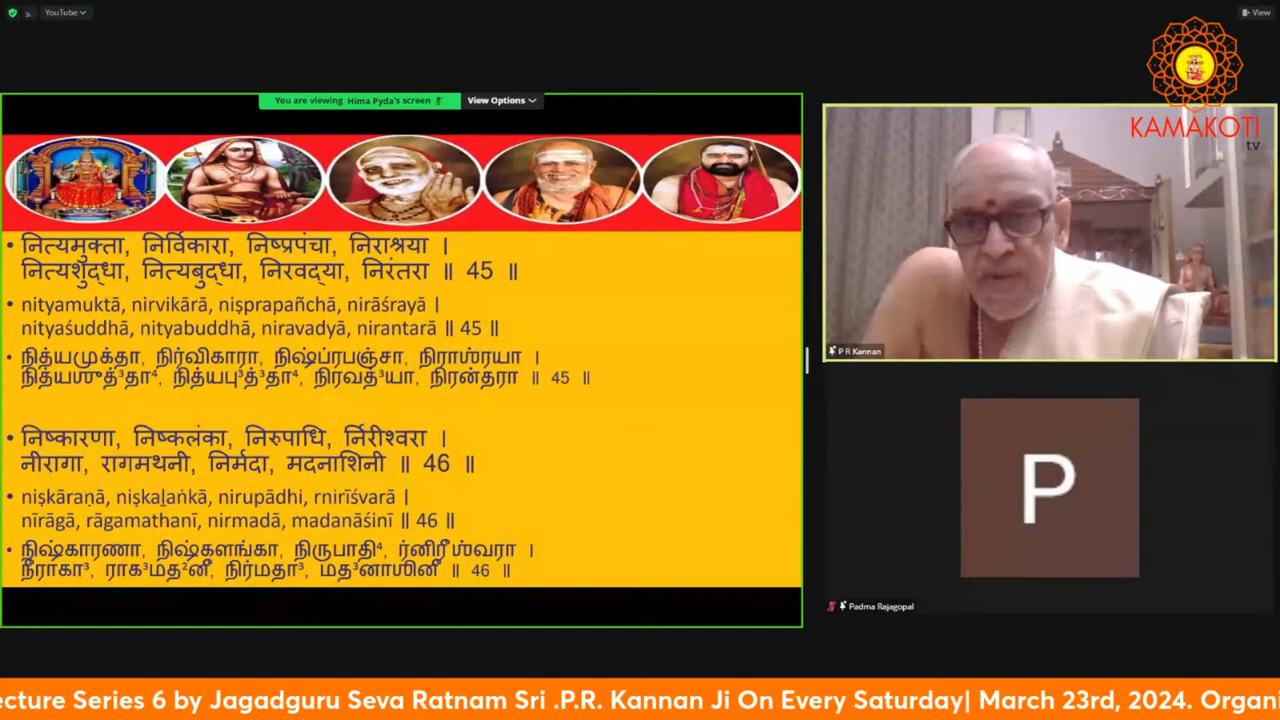 YouTube
View
KAMAKOTI
tv
You are viewing Hima Pyda's screen
View Options
• नित्यमुक्ता, निर्विकारा, निष्प्रपंचा, निराश्रया ।
नित्यशुद्धा, नित्यबुद्धा, निरवद्या, निरंतरा ॥ 45 ॥
• nityamuktā, nirvikārā, niṣprapañchā, nirāśrayā |
nityaśuddhā, nityabuddhā, niravadyā, nirantarā ॥ 45 ॥
• நித்யமுக்தா, நிர்விகாரா, நிஷ்ப்ரபஞ்சா, நிராஶ்ரயா ।
நித்யஶுத்³தா⁴, நித்யபு³த்³தா⁴, நிரவத்³யா, நிரன்தரா ॥ 45 ॥
• निष्कारणा, निष्कलंका, निरुपाधि, र्निरीश्वरा ।
नीरागा, रागमथनी, निर्मदा, मदनाशिनी ॥ 46 ॥
• niṣkāraṇā, niṣkaḻaṅkā, nirupādhi, rnirīśvarā |
nīrāgā, rāgamathanī, nirmadā, madanāśinī ॥ 46 ॥
• நிஷ்காரணா, நிஷ்களங்கா, நிருபாதி⁴, ர்னிரீஶ்வரா ।
நீராகா³, ராக³மத²னீ, நிர்மதா³, மத³னாஶினீ ॥ 46 ॥
P R Kannan
P
Padma Rajagopal
ecture Series 6 by Jagadguru Seva Ratnam Sri .P.R. Kannan Ji On Every Saturday| March 23rd, 2024. Organi